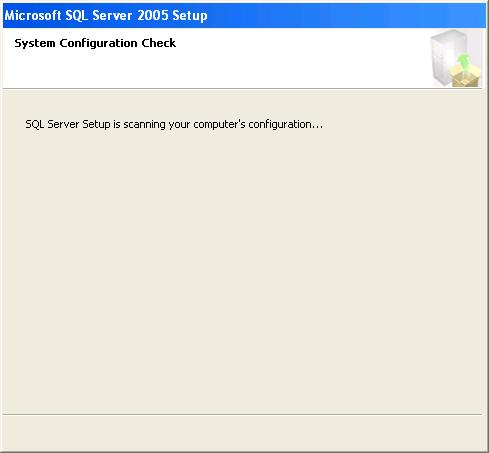 Microsoft SQL Server 2005 Setup
System Configuration Check
SQL Server Setup is scanning your computer's configuration...